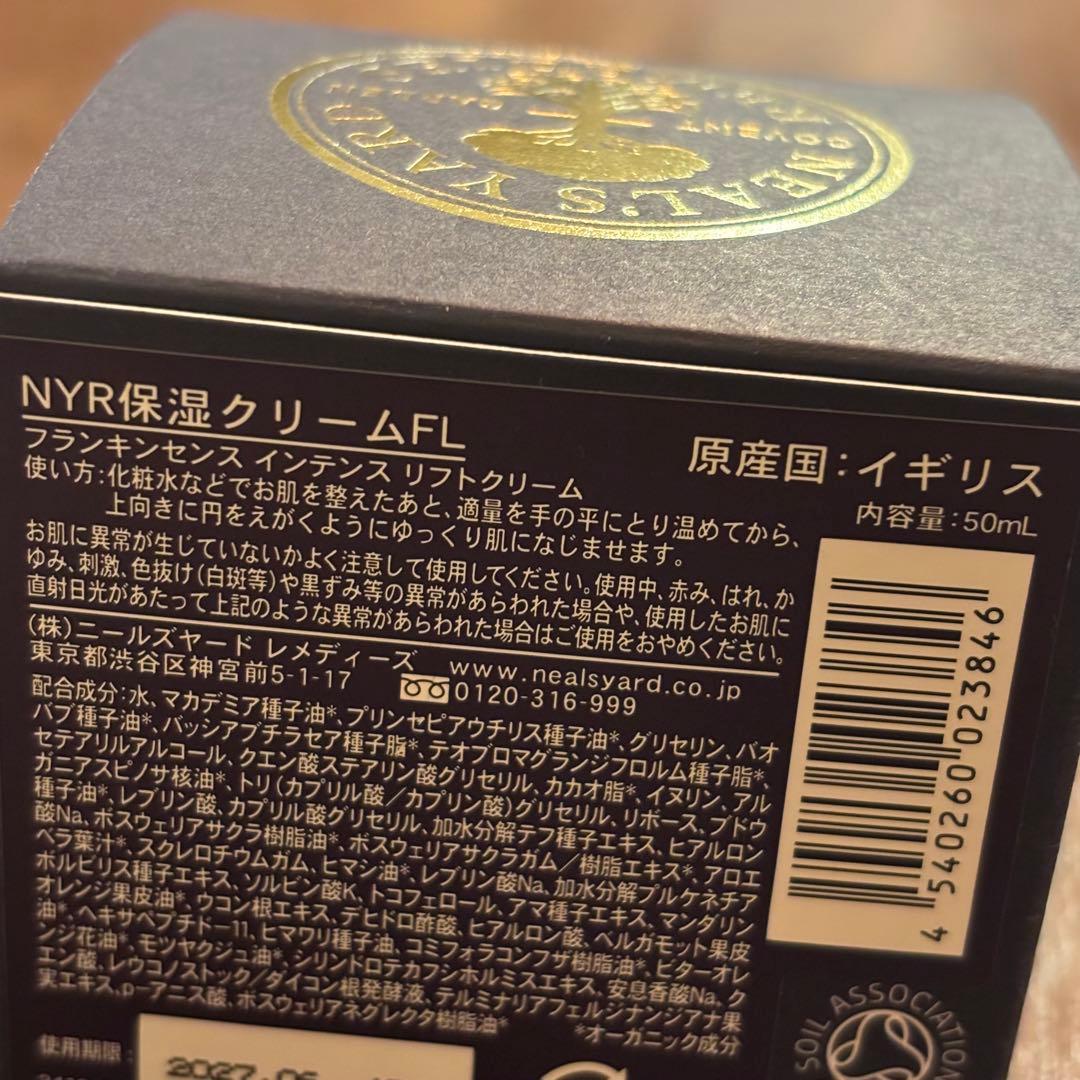 NEAL'S YARD
NYR保湿クリームFL
フランキンセンス インテンス リフトクリーム
原産国：イギリス
内容量：50mL
使い方：化粧水などでお肌を整えたあと、適量を手の平にとり温めてから、
上向きに円をえがくようにゆっくり肌になじませます。
お肌に異常が生じていないかよく注意して使用してください。使用中、赤み、はれ、か
ゆみ、刺激、色抜け（白斑等）や黒ずみ等の異常があらわれた場合や、使用したお肌に
直射日光があたって上記のような異常があらわれた場合はご使用をおやめください。
（株）ニールズヤード レメディーズ
東京都渋谷区神宮前5-1-17
www.nealsyard.co.jp
0120-316-999
配合成分：水、マカデミア種子油*、プリンセピアウチリス種子油*、グリセリン、バオ
バブ種子油*、バッシアブチラセア種子脂*、テオブロマグランジフロルム種子脂*、
セテアリルアルコール、クエン酸ステアリン酸グリセリル、カカオ脂*、イヌリン、アル
ガニアスピノサ核油*、トリ（カプリル酸／カプリン酸）グリセリル、リボース、ブドウ
種子油*、レブリン酸、カプリル酸グリセリル、加水分解テフ種子エキス、ヒアルロン
酸Na、ボスウェリアサクラ樹脂油*、ボスウェリアサクラガム／樹脂エキス*、アロエ
ベラ葉汁*、スクレロチウムガム、ヒマシ油*、レブリン酸Na、加水分解プルケネチア
ボルビリス種子エキス、ソルビン酸K、トコフェロール、アマ種子エキス、マンダリン
オレンジ果皮油*、ウコン根エキス、デヒドロ酢酸、ヒアルロン酸、ベルガモット果皮
油*、ヘキサペプチド-11、ヒマワリ種子油、コミフォラコンフザ樹脂油*、ビターオレ
ンジ花油*、モツヤクジュ油*、シリンドロテカフシホルミスエキス、安息香酸Na、ク
エン酸、レウコノストック/ダイコン根発酵液、テルミナリアフェルジナンジアナ果
実エキス、p-アニス酸、ボスウェリアネグレクタ樹脂油*
*オーガニック成分
4 540260 023846
SOIL ASSOCIATION
使用期限：